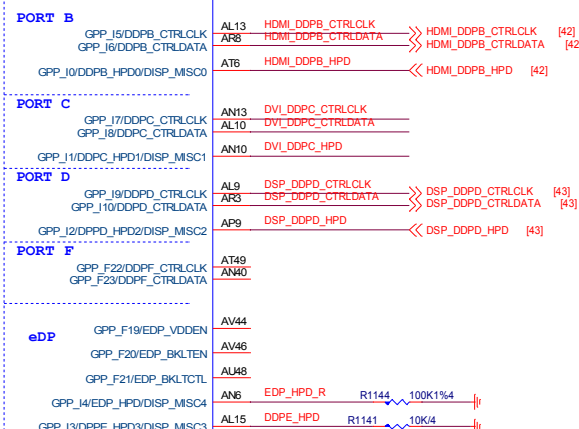 PORT B
GPP_I5/DDPB_CTRLCLK AL13 HDMI_DDPB_CTRLCLK HDMI_DDPB_CTRLCLK [42]
GPP_I6/DDPB_CTRLDATA AR8 HDMI_DDPB_CTRLDATA HDMI_DDPB_CTRLDATA [42
GPP_I0/DDPB_HPD0/DISP_MISC0 AT6 HDMI_DDPB_HPD HDMI_DDPB_HPD [42]
PORT C
GPP_I7/DDPC_CTRLCLK AN13 DVI_DDPC_CTRLCLK
GPP_I8/DDPC_CTRLDATA AL10 DVI_DDPC_CTRLDATA
GPP_I1/DDPC_HPD1/DISP_MISC1 AN10 DVI_DDPC_HPD
PORT D
GPP_I9/DDPD_CTRLCLK AL9 DSP_DDPD_CTRLCLK DSP_DDPD_CTRLCLK [43]
GPP_I10/DDPD_CTRLDATA AR3 DSP_DDPD_CTRLDATA DSP_DDPD_CTRLDATA [43]
GPP_I2/DPPD_HPD2/DISP_MISC2 AP9 DSP_DDPD_HPD DSP_DDPD_HPD [43]
PORT F
GPP_F22/DDPF_CTRLCLK AT49
GPP_F23/DDPF_CTRLDATA AN40
eDP
GPP_F19/EDP_VDDEN AV44
GPP_F20/EDP_BKLTEN AV46
GPP_F21/EDP_BKLTCTL AU48
GPP_I4/EDP_HPD/DISP_MISC4 AN6 EDP_HPD_R R1144 100K1%4
GPP_I3/DPPE_HPD3/DISP_MISC3 AL15 DDPE_HPD R1141 10K/4